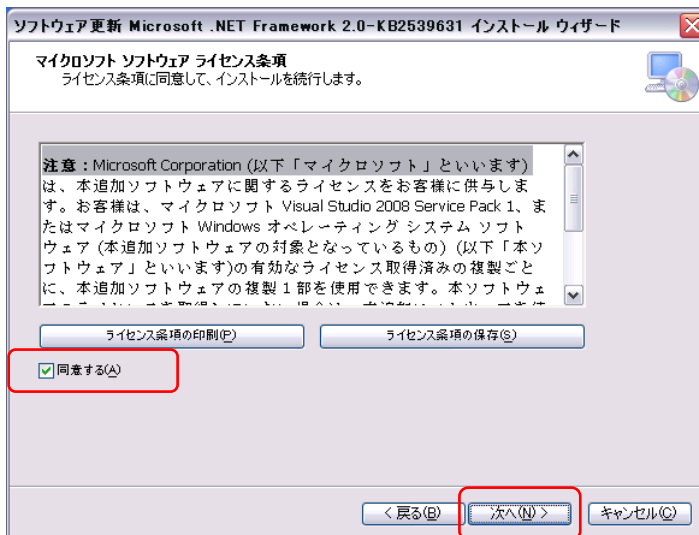 ソフトウェア更新 Microsoft .NET Framework 2.0-KB2539631 インストール ウィザード
マイクロソフト ソフトウェア ライセンス条項
ライセンス条項に同意して、インストールを続行します。
注意：Microsoft Corporation (以下「マイクロソフト」といいます)
は、本追加ソフトウェアに関するライセンスをお客様に供与しま
す。お客様は、マイクロソフト Visual Studio 2008 Service Pack 1、ま
たはマイクロソフト Windows オペレーティング システム ソフト
ウェア (本追加ソフトウェアの対象となっているもの) (以下「本ソ
フトウェア」といいます)の有効なライセンス取得済みの複製ごと
に、本追加ソフトウェアの複製１部を使用できます。本ソフトウェ
ライセンス条項の印刷(P)
ライセンス条項の保存(S)
同意する(A)
< 戻る(B)
次へ(N) >
キャンセル(C)